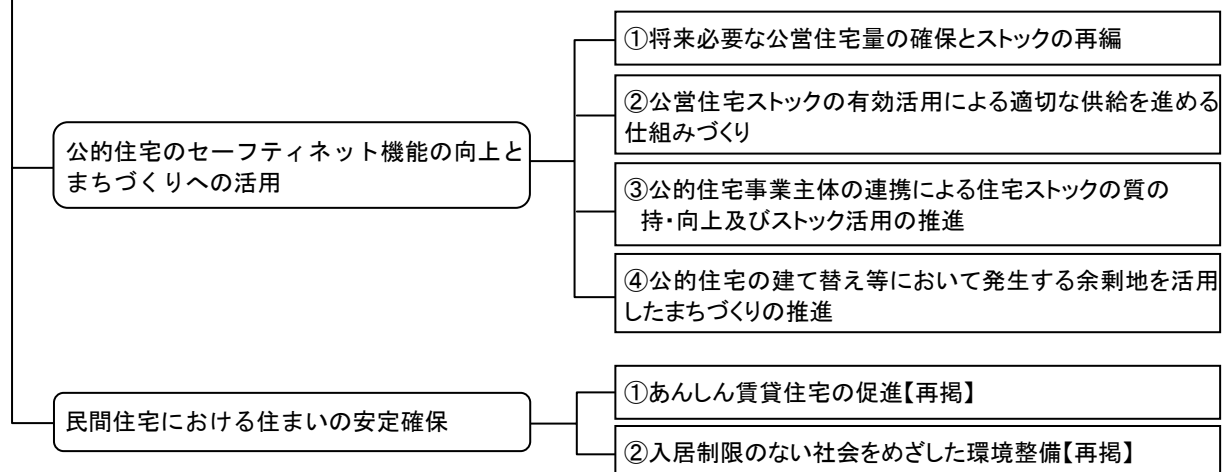 公的住宅のセーフティネット機能の向上と
まちづくりへの活用
①将来必要な公営住宅量の確保とストックの再編
②公営住宅ストックの有効活用による適切な供給を進める
仕組みづくり
③公的住宅事業主体の連携による住宅ストックの質の
持・向上及びストック活用の推進
④公的住宅の建て替え等において発生する余剰地を活用
したまちづくりの推進
民間住宅における住まいの安定確保
①あんしん賃貸住宅の促進【再掲】
②入居制限のない社会をめざした環境整備【再掲】